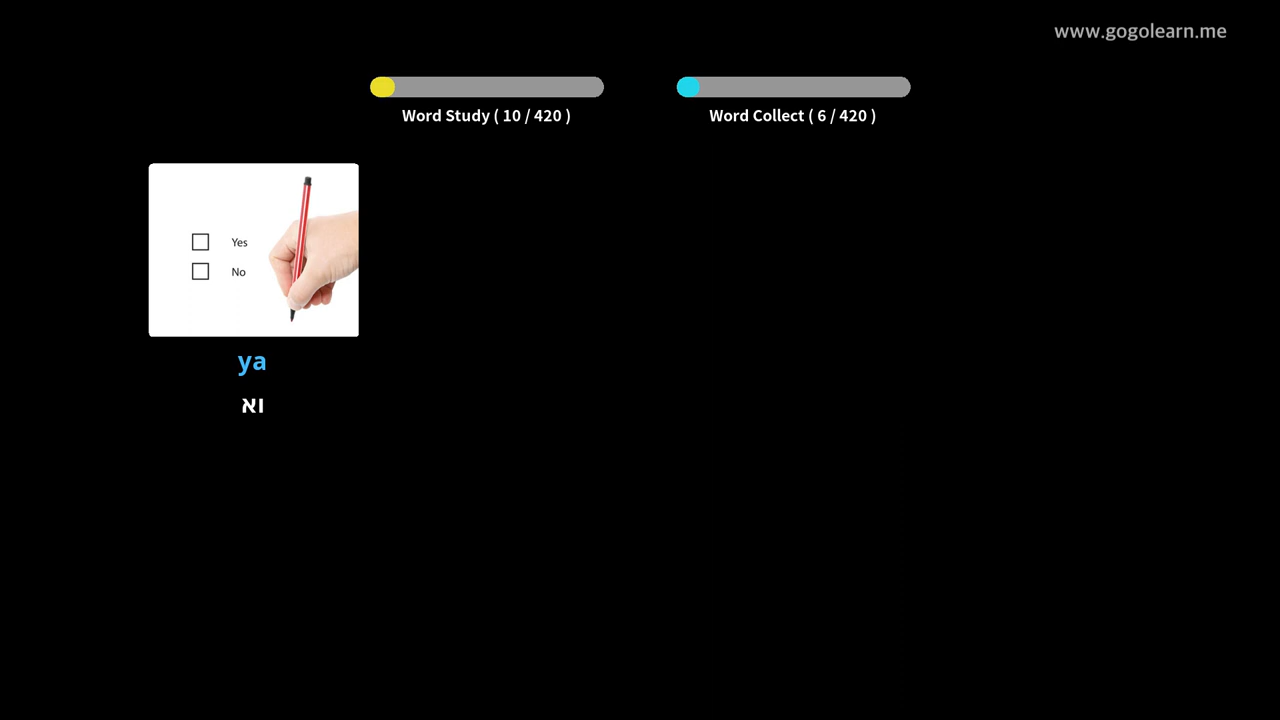 www.gogolearn.me
Word Study ( 10 / 420 )
Word Collect ( 6 / 420 )
Yes
No
ya
וא